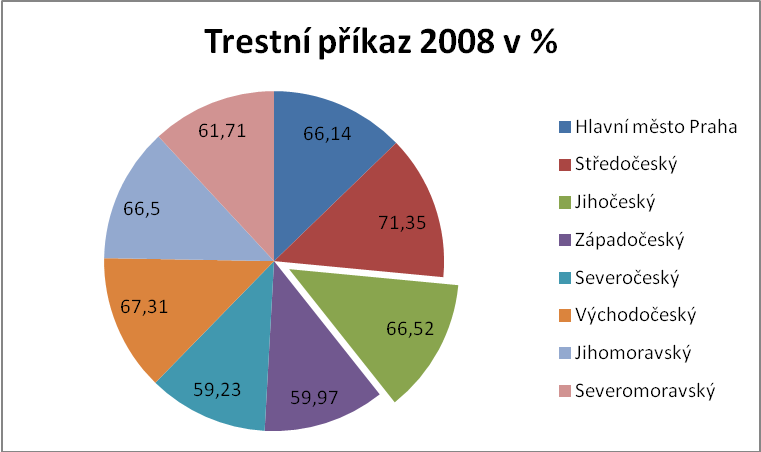 Trestní příkaz 2008 v %
66,14
71,35
66,52
59,97
59,23
67,31
66,5
61,71
Hlavní město Praha
Středočeský
Jihočeský
Západočeský
Severočeský
Východočeský
Jihomoravský
Severomoravský